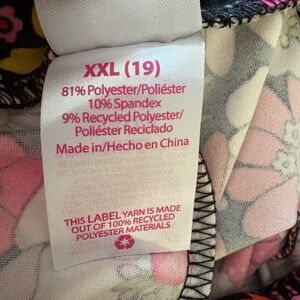 XXL (19)
81% Polyester/Poliéster
10% Spandex
9% Recycled Polyester/
Poliéster Reciclado
Made in/Hecho en China
THIS LABEL YARN IS MADE
OUT OF 100% RECYCLED
POLYESTER MATERIALS